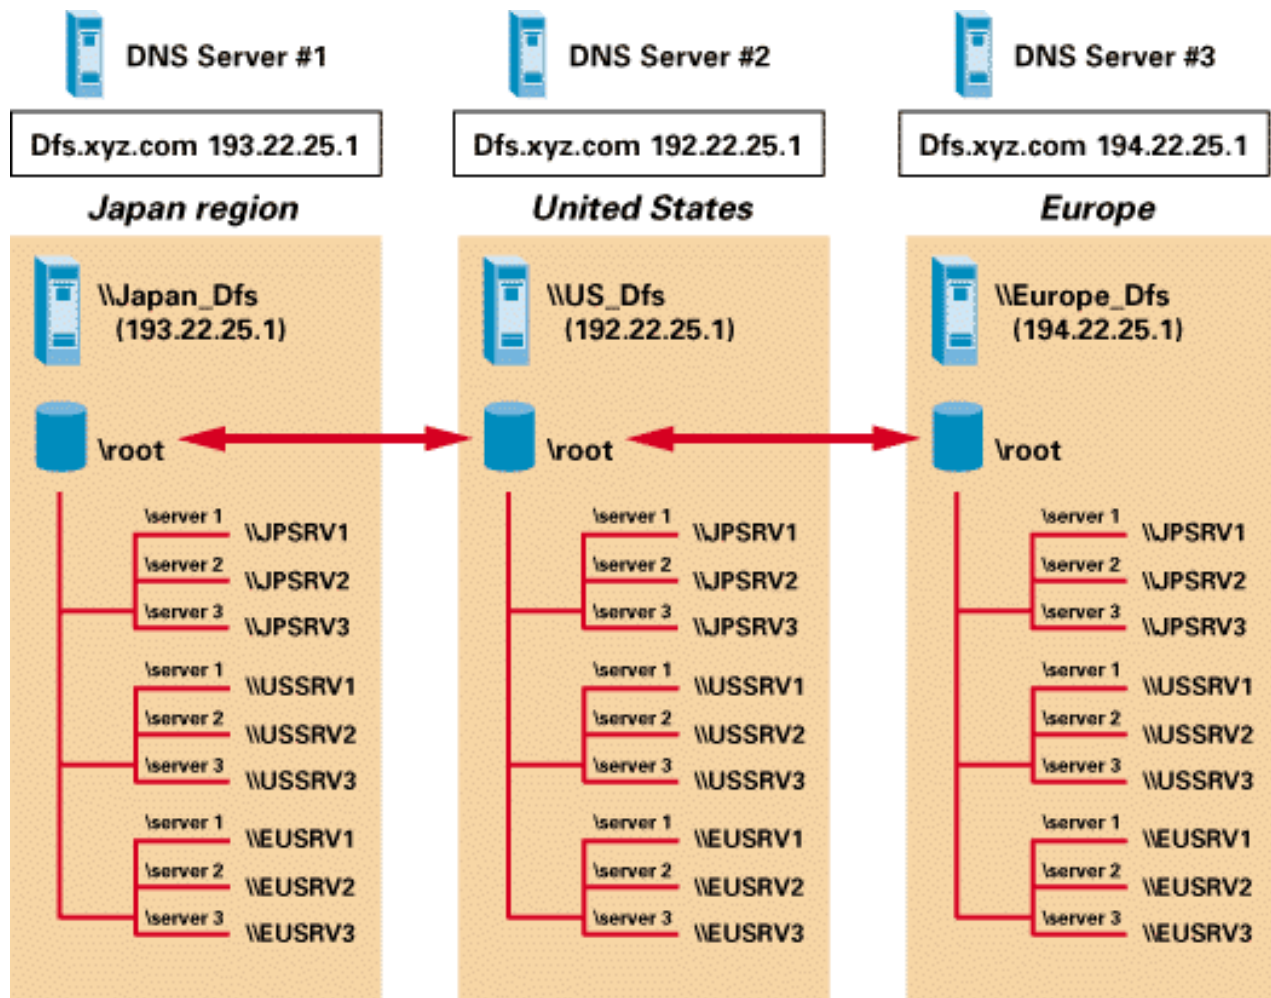 DNS Server #1
DNS Server #2
DNS Server #3
Dfs.xyz.com 193.22.25.1
Dfs.xyz.com 192.22.25.1
Dfs.xyz.com 194.22.25.1
Japan region
United States
Europe
\\Japan_Dfs
(193.22.25.1)
\root
\server 1
\\JPSRV1
\server 2
\\JPSRV2
\server 3
\\JPSRV3
\server 1
\\USSRV1
\server 2
\\USSRV2
\server 3
\\USSRV3
\server 1
\\EUSRV1
\server 2
\\EUSRV2
\server 3
\\EUSRV3
\\US_Dfs
(192.22.25.1)
\root
\server 1
\\JPSRV1
\server 2
\\JPSRV2
\server 3
\\JPSRV3
\server 1
\\USSRV1
\server 2
\\USSRV2
\server 3
\\USSRV3
\server 1
\\EUSRV1
\server 2
\\EUSRV2
\server 3
\\EUSRV3
\\Europe_Dfs
(194.22.25.1)
\root
\server 1
\\JPSRV1
\server 2
\\JPSRV2
\server 3
\\JPSRV3
\server 1
\\USSRV1
\server 2
\\USSRV2
\server 3
\\USSRV3
\server 1
\\EUSRV1
\server 2
\\EUSRV2
\server 3
\\EUSRV3